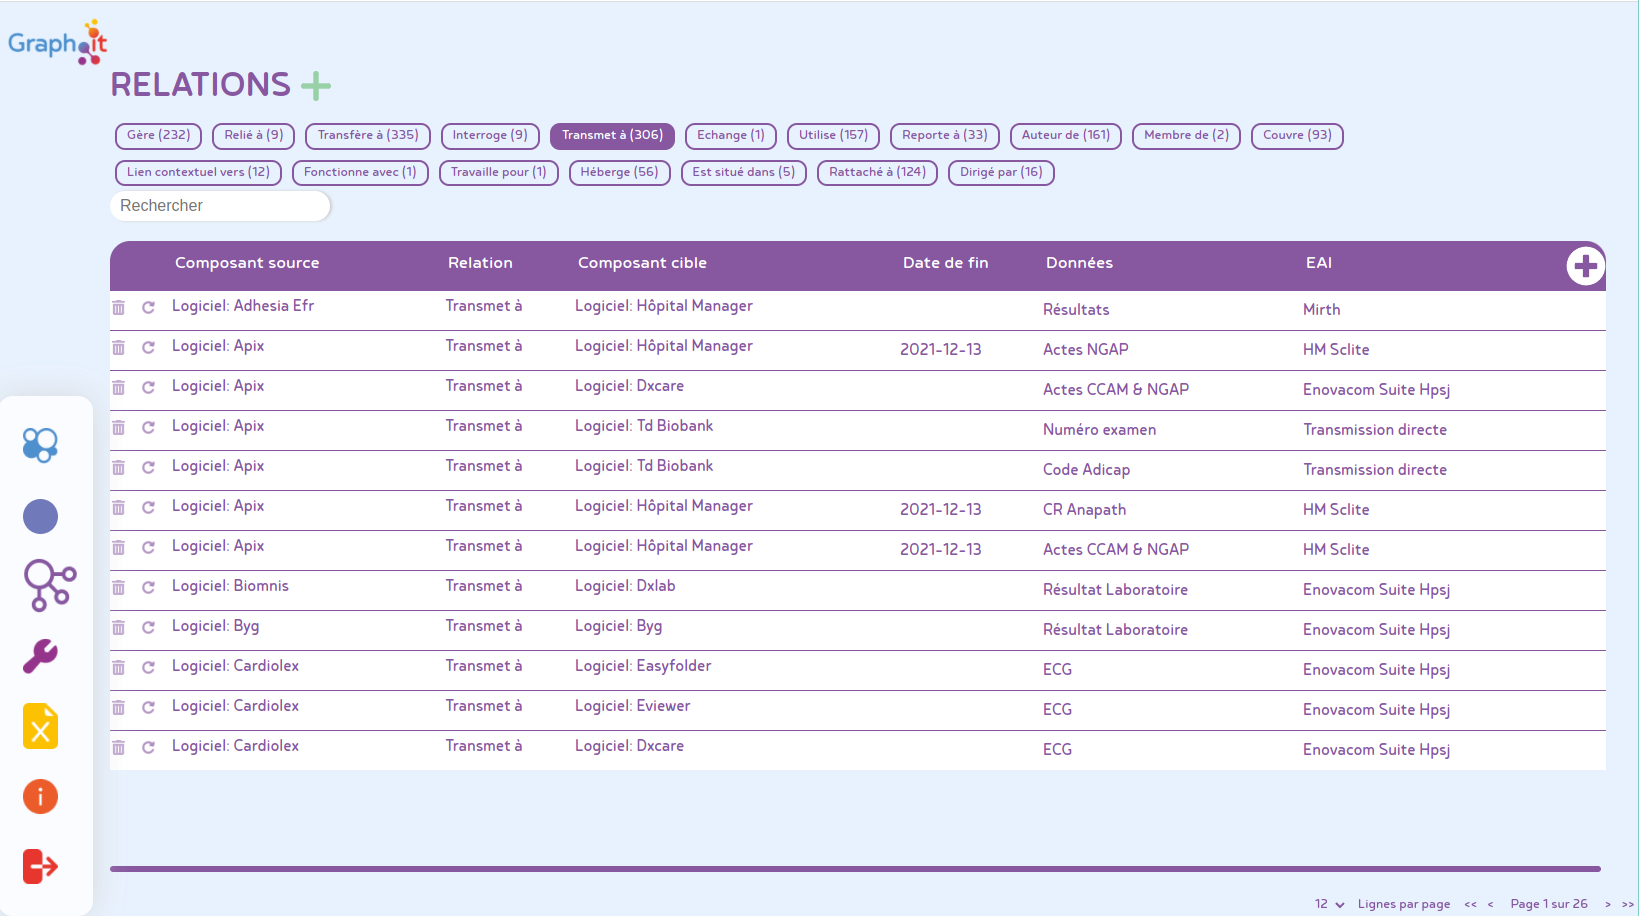 Graph it
RELATIONS
Gère (232) Relié à (9) Transfère à (335) Interroge (9) Transmet à (306) Echange (1) Utilise (157) Reporte à (33) Auteur de (161) Membre de (2) Couvre (93)
Lien contextuel vers (12) Fonctionne avec (1) Travaille pour (1) Héberge (56) Est situé dans (5) Rattaché à (124) Dirigé par (16)
Rechercher
Composant source Relation Composant cible Date de fin Données EAI
Logiciel: Adhesia Efr Transmet à Logiciel: Hôpital Manager Résultats Mirth
Logiciel: Apix Transmet à Logiciel: Hôpital Manager 2021-12-13 Actes NGAP HM Sclite
Logiciel: Apix Transmet à Logiciel: Dxcare Actes CCAM & NGAP Enovacom Suite Hpsj
Logiciel: Apix Transmet à Logiciel: Td Biobank Numéro examen Transmission directe
Logiciel: Apix Transmet à Logiciel: Td Biobank Code Adicap Transmission directe
Logiciel: Apix Transmet à Logiciel: Hôpital Manager 2021-12-13 CR Anapath HM Sclite
Logiciel: Apix Transmet à Logiciel: Hôpital Manager 2021-12-13 Actes CCAM & NGAP HM Sclite
Logiciel: Biomnis Transmet à Logiciel: Dxlab Résultat Laboratoire Enovacom Suite Hpsj
Logiciel: Byg Transmet à Logiciel: Byg Résultat Laboratoire Enovacom Suite Hpsj
Logiciel: Cardiolex Transmet à Logiciel: Easyfolder ECG Enovacom Suite Hpsj
Logiciel: Cardiolex Transmet à Logiciel: Eviewer ECG Enovacom Suite Hpsj
Logiciel: Cardiolex Transmet à Logiciel: Dxcare ECG Enovacom Suite Hpsj
12 Lignes par page << < Page 1 sur 26 > >>